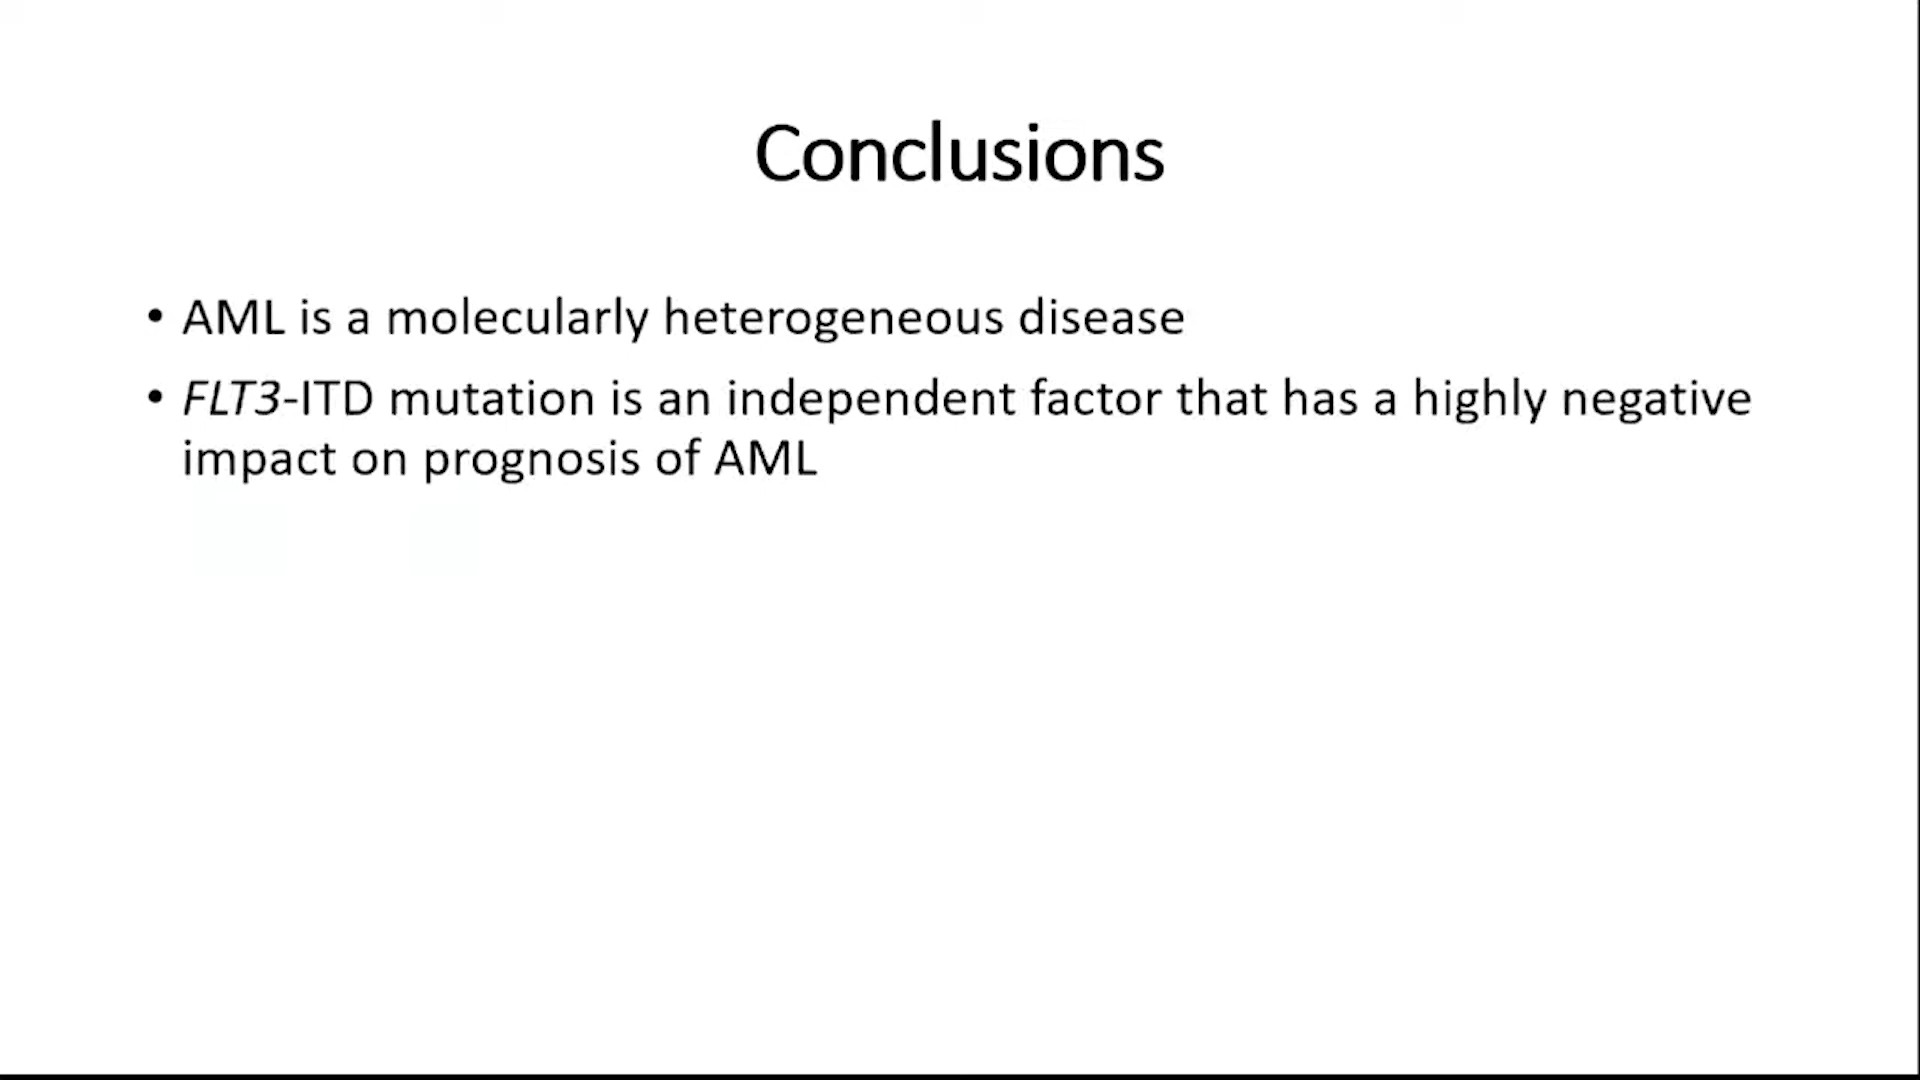 Conclusions
• AML is a molecularly heterogeneous disease
• FLT3-ITD mutation is an independent factor that has a highly negative
impact on prognosis of AML